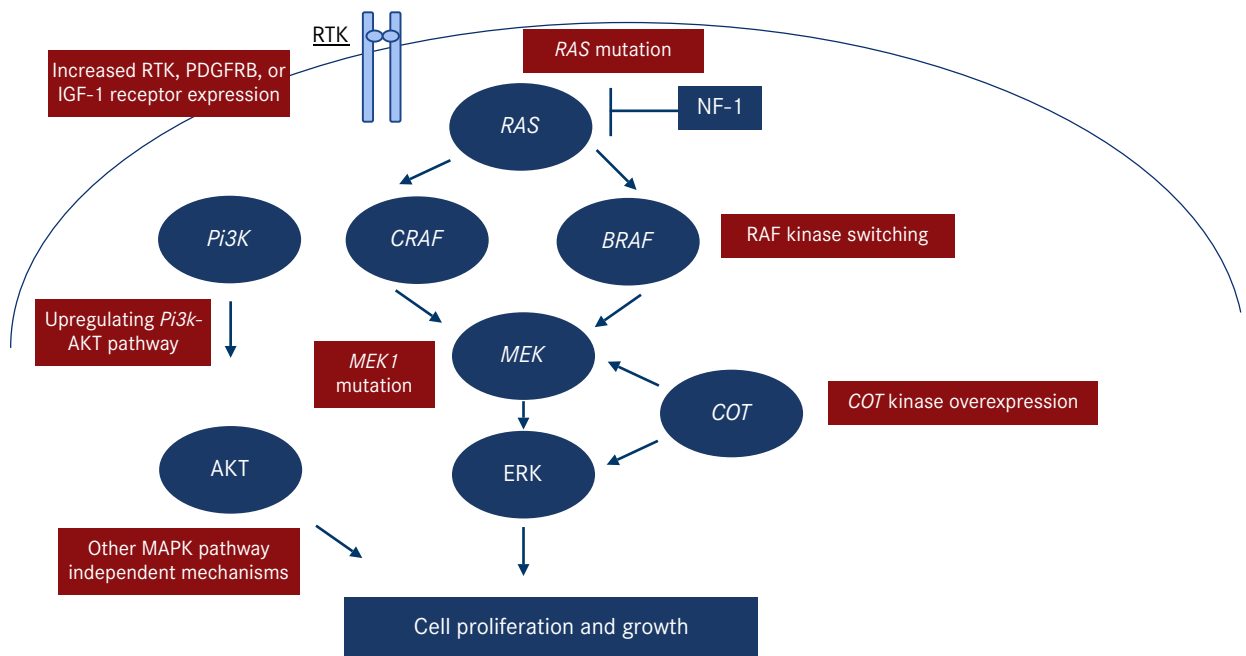 RTK
RAS mutation
Increased RTK, PDGFRB, or
IGF-1 receptor expression
NF-1
RAS
Pi3K
CRAF
BRAF
RAF kinase switching
Upregulating Pi3k-
AKT pathway
MEK1
mutation
MEK
COT
COT kinase overexpression
AKT
ERK
Other MAPK pathway
independent mechanisms
Cell proliferation and growth